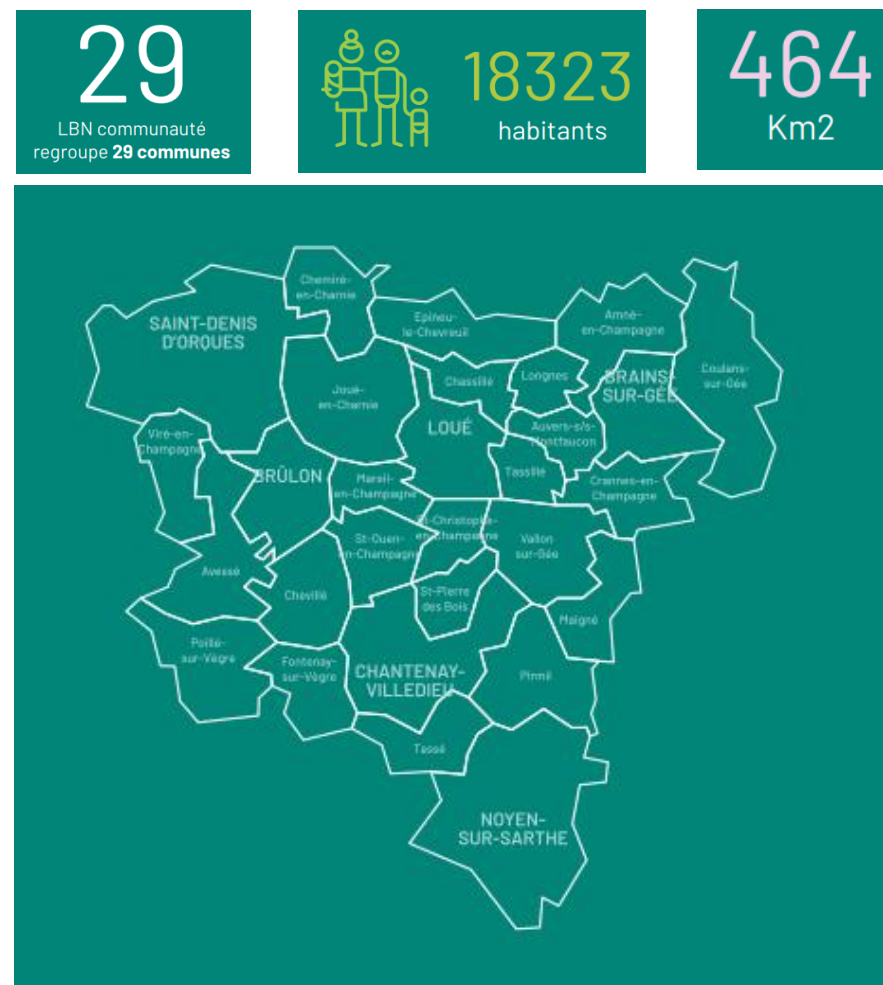 29
LBN communauté
regroupe 29 communes
18323
habitants
464
Km2
Chemiré-
en-Charnie
SAINT-DENIS
D'ORQUES
Epineu-
le-Chevreuil
Amné-
en-Champagne
Joué-
en-Charnie
Chassillé
Longnes
BRAINS-
SUR-GÉE
Coulans-
sur-Gée
LOUÉ
Auvers-s/s-
Montfaucon
Viré-en-
Champagne
BRÛLON
Mareil-
en-Champagne
Tassillé
Crannes-en-
Champagne
St-Christophe-
en-Champagne
St-Ouen-
en-Champagne
Vallon
sur-Gée
Avessé
Chevillé
St-Pierre
des Bois
Maigné
Poillé-
sur-Vègre
Fontenay-
sur-Vègre
CHANTENAY-
VILLEDIEU
Pirmil
Tassé
NOYEN-
SUR-SARTHE